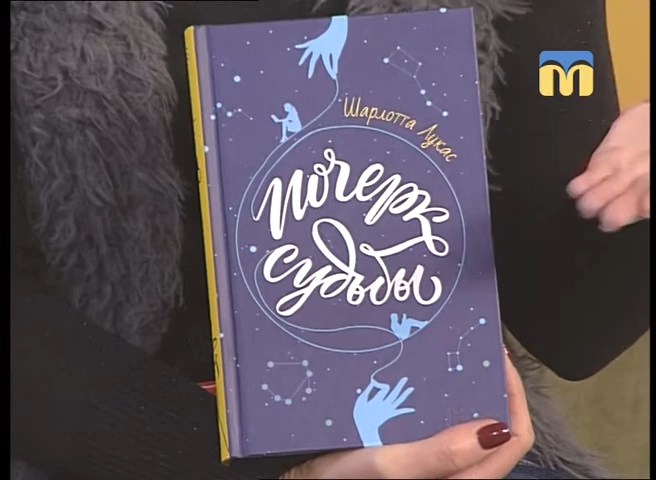 Шарлотта Лукас
почерк
судьбы
M